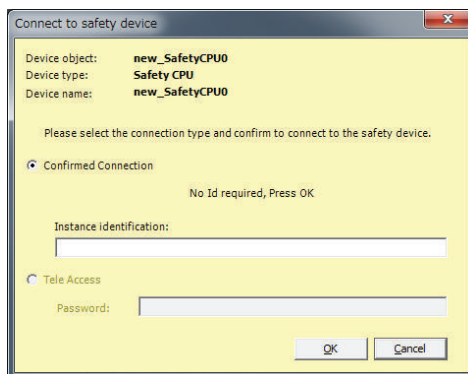 Connect to safety device
x
Device object: new_SafetyCPU0
Device type: Safety CPU
Device name: new_SafetyCPU0
Please select the connection type and confirm to connect to the safety device.
Confirmed Connection
No Id required, Press OK
Instance identification:
Tele Access
Password:
OK Cancel